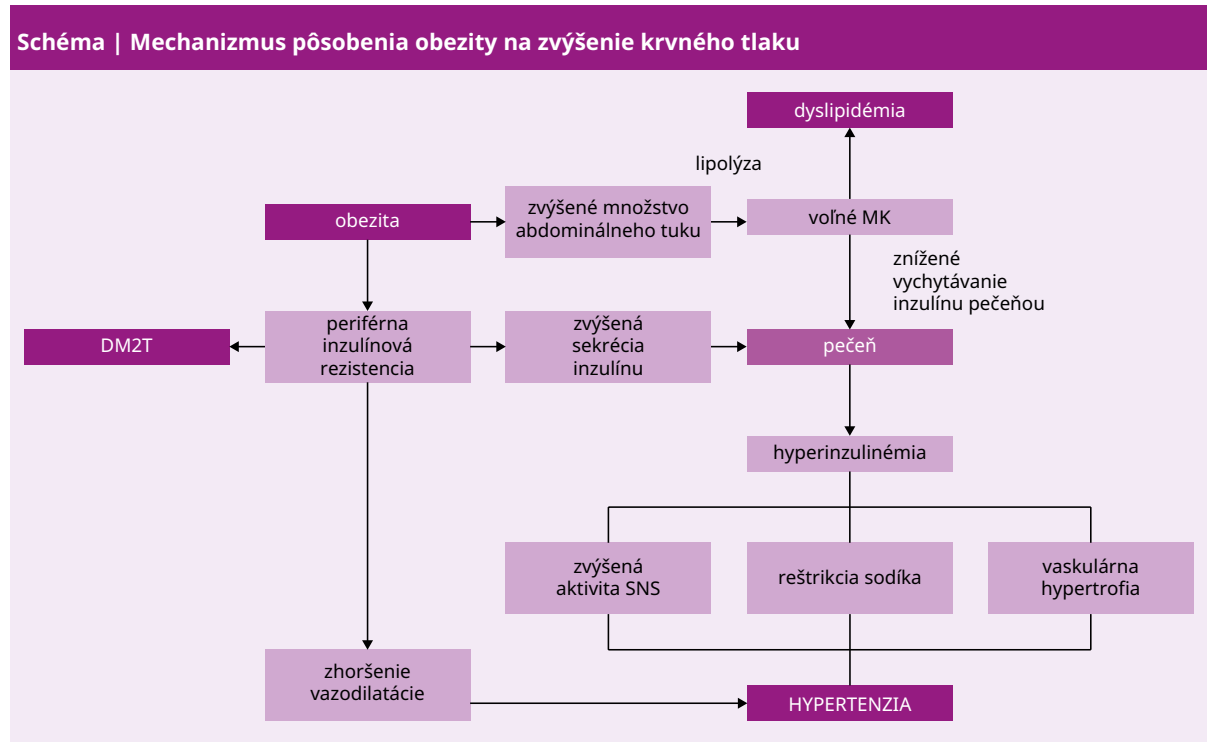 Schéma | Mechanizmus pôsobenia obezity na zvýšenie krvného tlaku
dyslipidémia
lipolýza
obezita
zvýšené množstvo
abdominálneho tuku
voľné MK
znížené
vychytávanie
inzulínu pečeňou
DM2T
periférna
inzulínová
rezistencia
zvýšená
sekrécia
inzulínu
pečeň
hyperinzulinémia
zvýšená
aktivita SNS
reštrikcia sodíka
vaskulárna
hypertrofia
zhoršenie
vazodilatácie
HYPERTENZIA